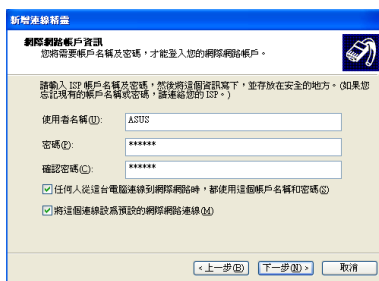 新增連線精靈
網際網路帳戶資訊
您將需要帳戶名稱及密碼，才能登入您的網際網路帳戶。
請輸入 ISP 帳戶名稱及密碼，然後將這個資訊寫下，並存放在安全的地方。(如果您
忘記現有的帳戶名稱或密碼，請連絡您的 ISP。)
使用者名稱(U): ASUS
密碼(P): ******
確認密碼(C): ******
任何人從這台電腦連線到網際網路時，都使用這個帳戶名稱和密碼(S)
將這個連線設為預設的網際網路連線(M)
<上一步(B) 下一步(N)> 取消